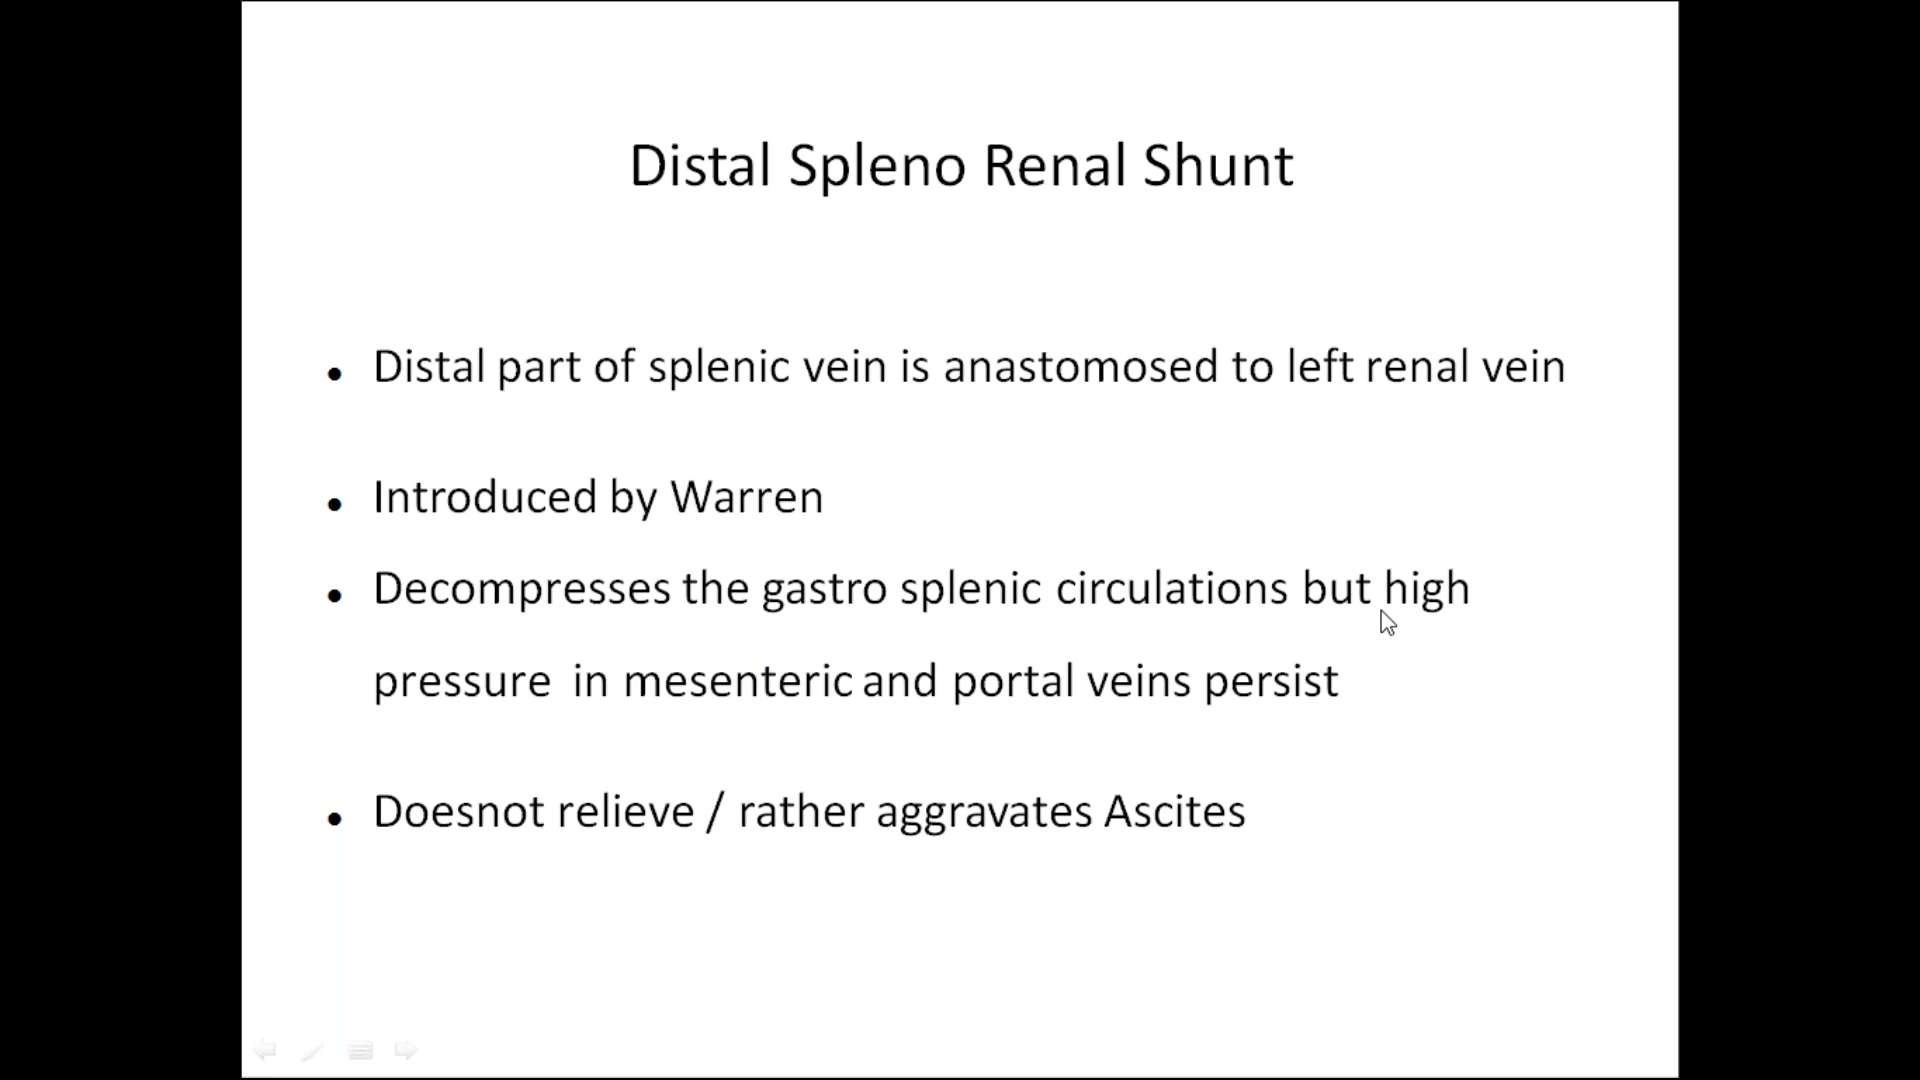 Distal Spleno Renal Shunt
• Distal part of splenic vein is anastomosed to left renal vein
• Introduced by Warren
• Decompresses the gastro splenic circulations but high
pressure in mesenteric and portal veins persist
• Doesnot relieve / rather aggravates Ascites